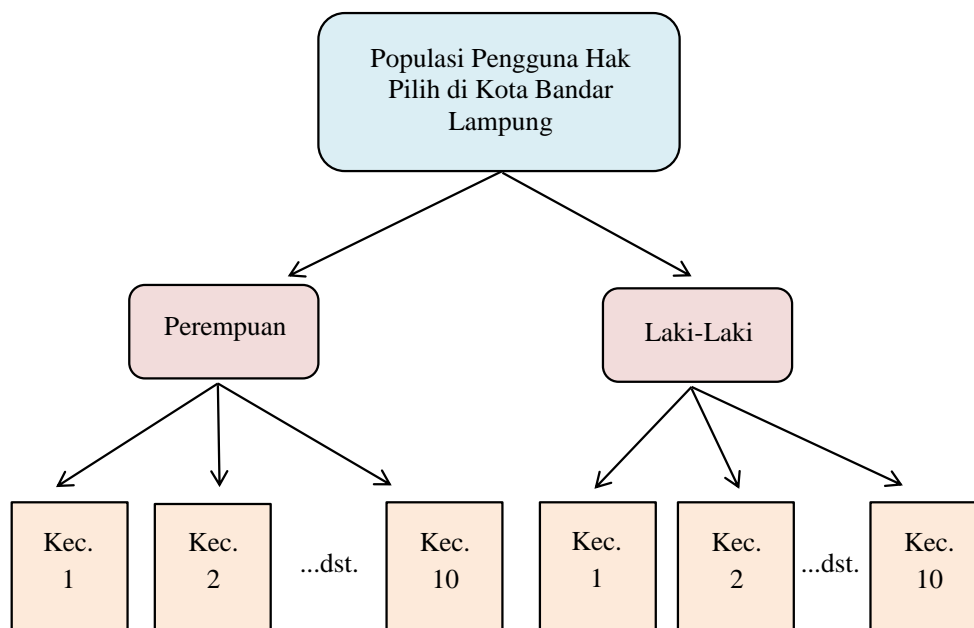 Populasi Pengguna Hak
Pilih di Kota Bandar
Lampung
Perempuan
Laki-Laki
Kec.
1
Kec.
2
...dst.
Kec.
10
Kec.
1
Kec.
2
...dst.
Kec.
10